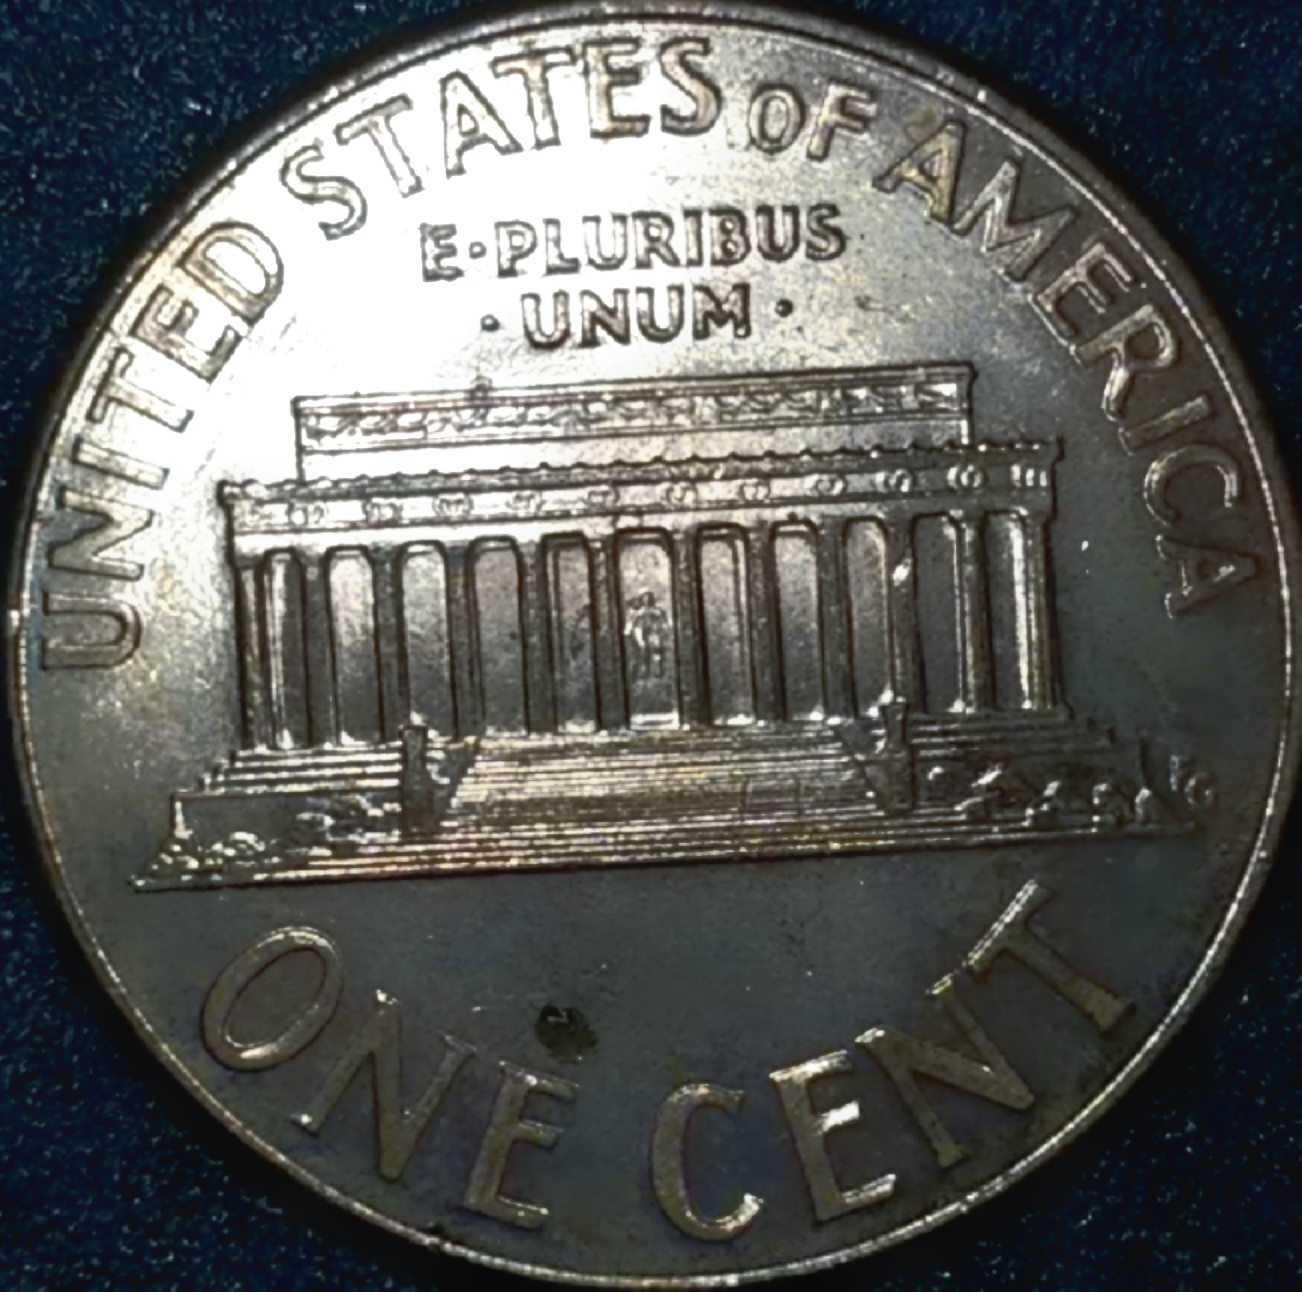 UNITED STATES OF AMERICA
E·PLURIBUS
·UNUM·
ONE CENT